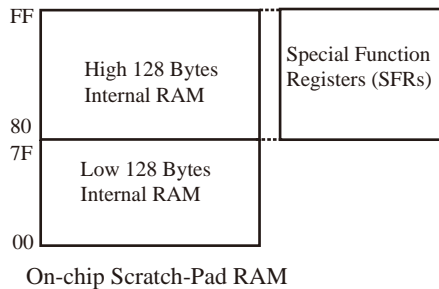 FF
High 128 Bytes
Internal RAM
Special Function
Registers (SFRs)
80
7F
Low 128 Bytes
Internal RAM
00
On-chip Scratch-Pad RAM